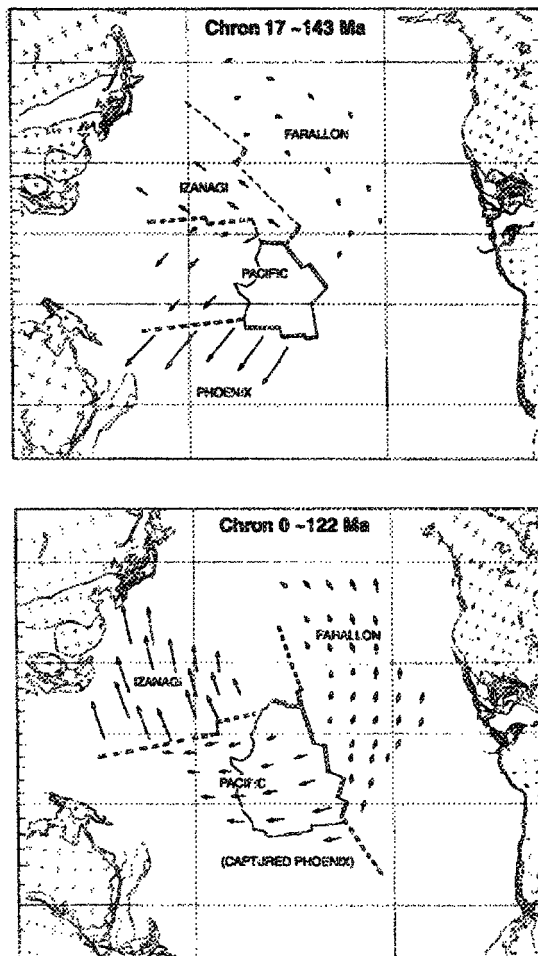 Chron 17 ~143 Ma
FARALLON
IZANAGI
PACIFIC
PHOENIX
Chron 0 ~122 Ma
FARALLON
IZANAGI
PACIFIC
(CAPTURED PHOENIX)